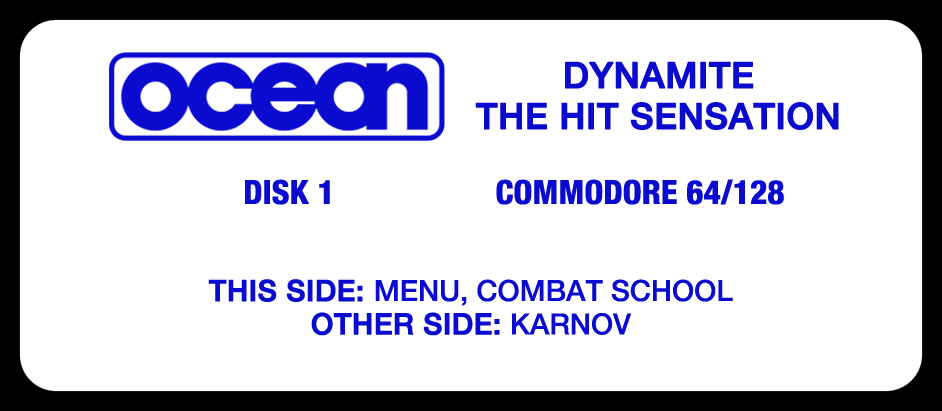 ocean
DYNAMITE
THE HIT SENSATION
DISK 1
COMMODORE 64/128
THIS SIDE: MENU, COMBAT SCHOOL
OTHER SIDE: KARNOV